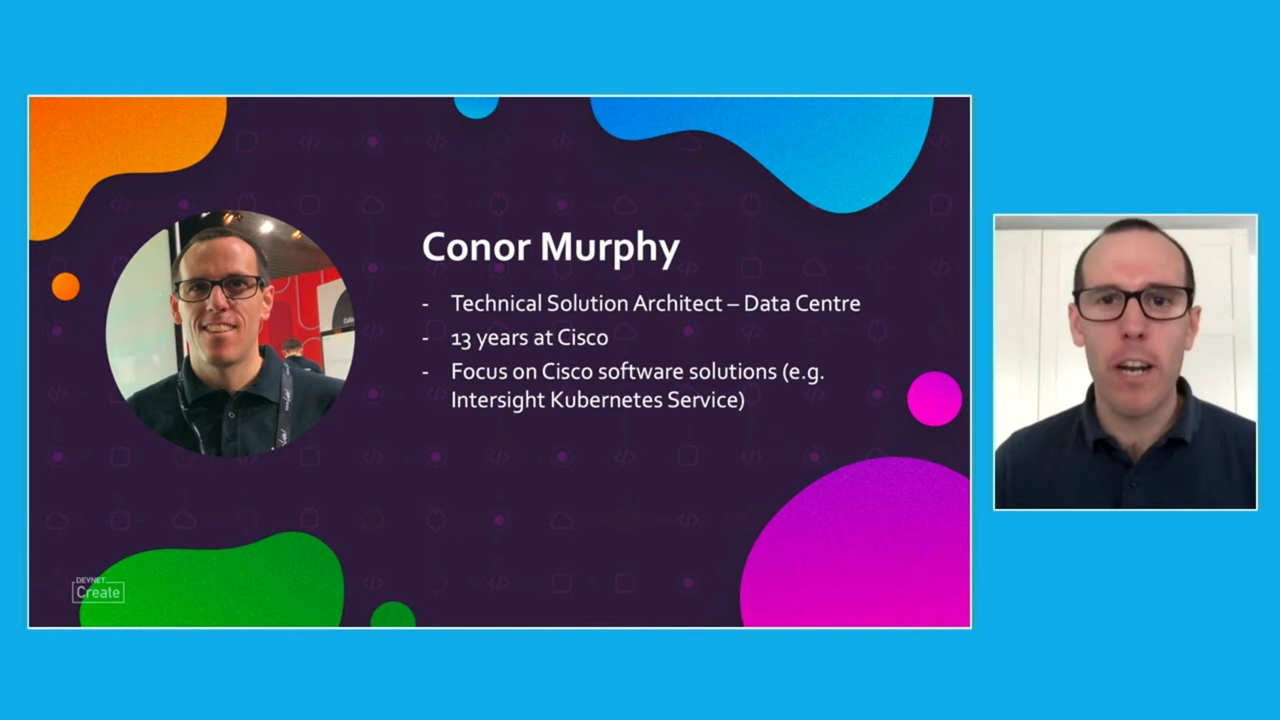 Conor Murphy
- Technical Solution Architect – Data Centre
- 13 years at Cisco
- Focus on Cisco software solutions (e.g.
Intersight Kubernetes Service)
DEVNET
Create